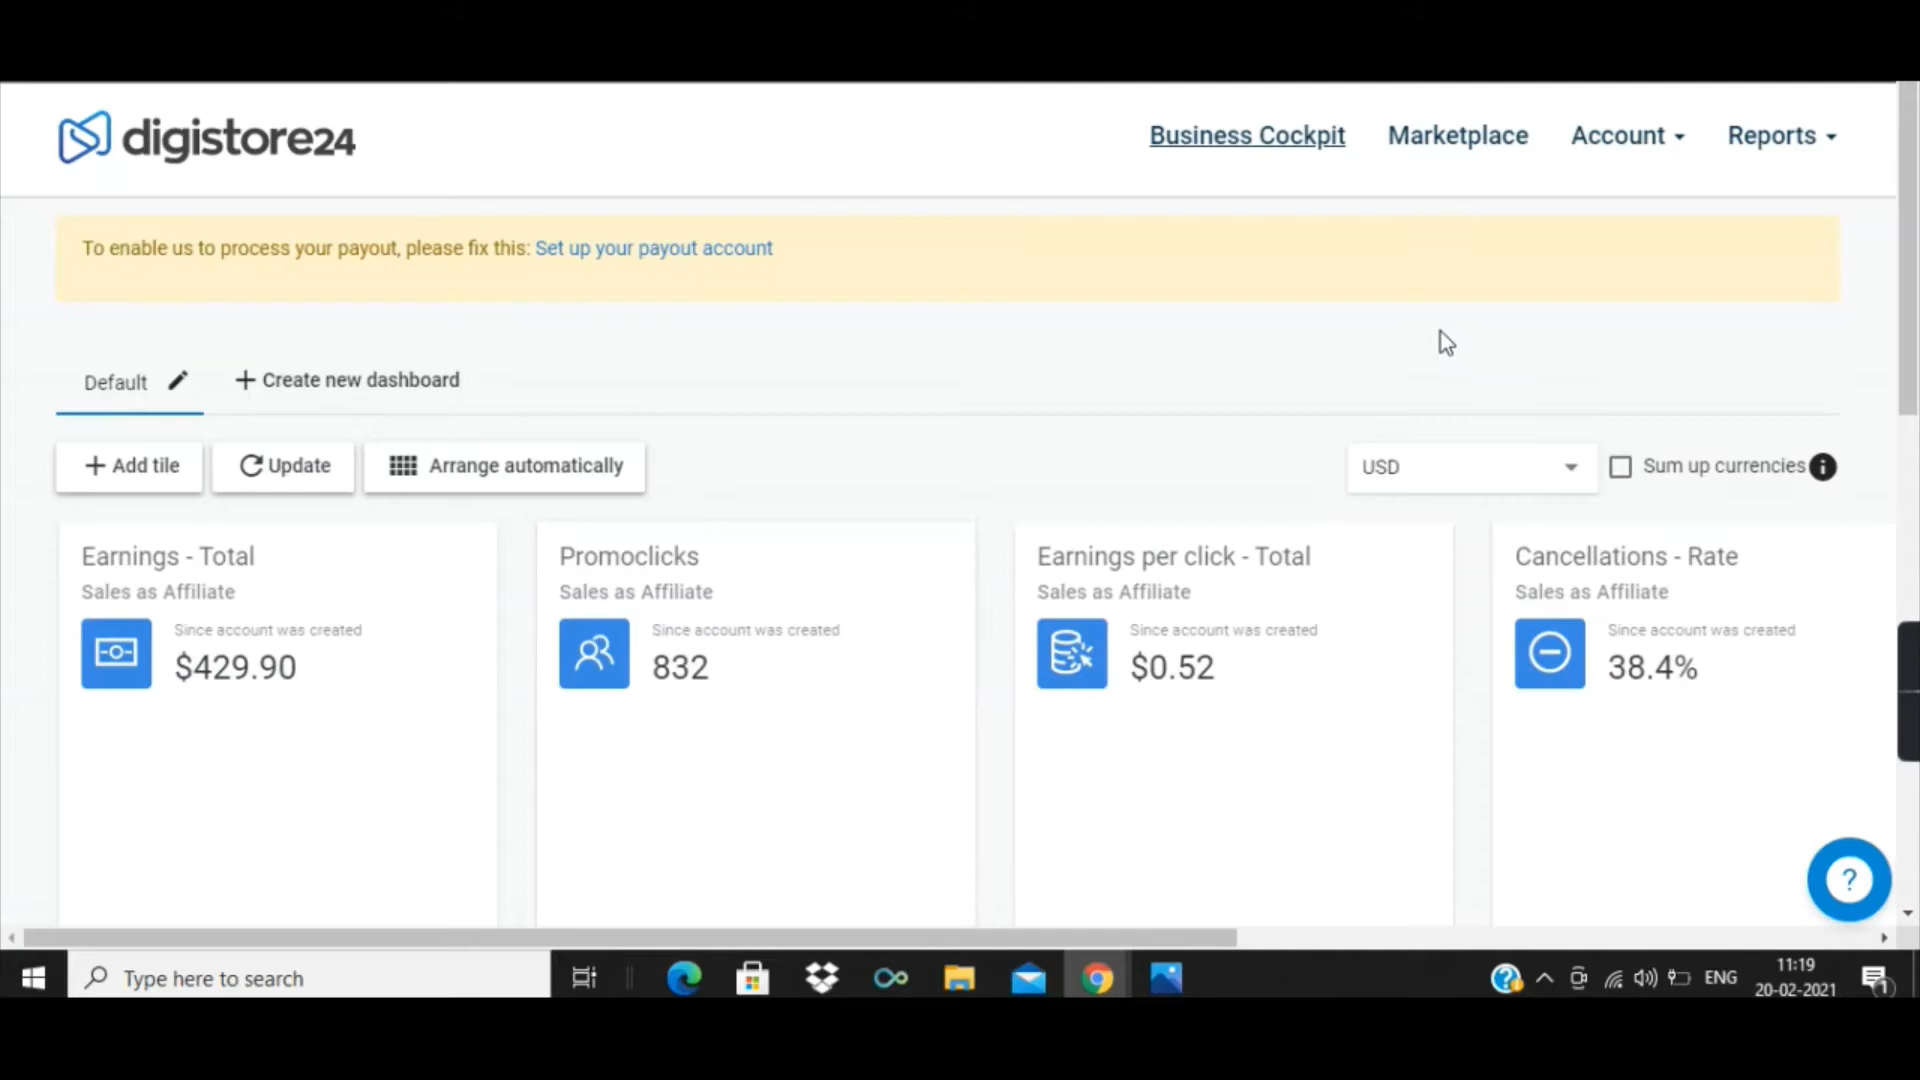 digistore24
Business Cockpit
Marketplace
Account
Reports
To enable us to process your payout, please fix this: Set up your payout account
Default
Create new dashboard
Add tile
Update
Arrange automatically
USD
Sum up currencies
Earnings - Total
Sales as Affiliate
Since account was created
$429.90
Promoclicks
Sales as Affiliate
Since account was created
832
Earnings per click - Total
Sales as Affiliate
Since account was created
$0.52
Cancellations - Rate
Sales as Affiliate
Since account was created
38.4%
?
Type here to search
ENG
11:19
20-02-2021
1